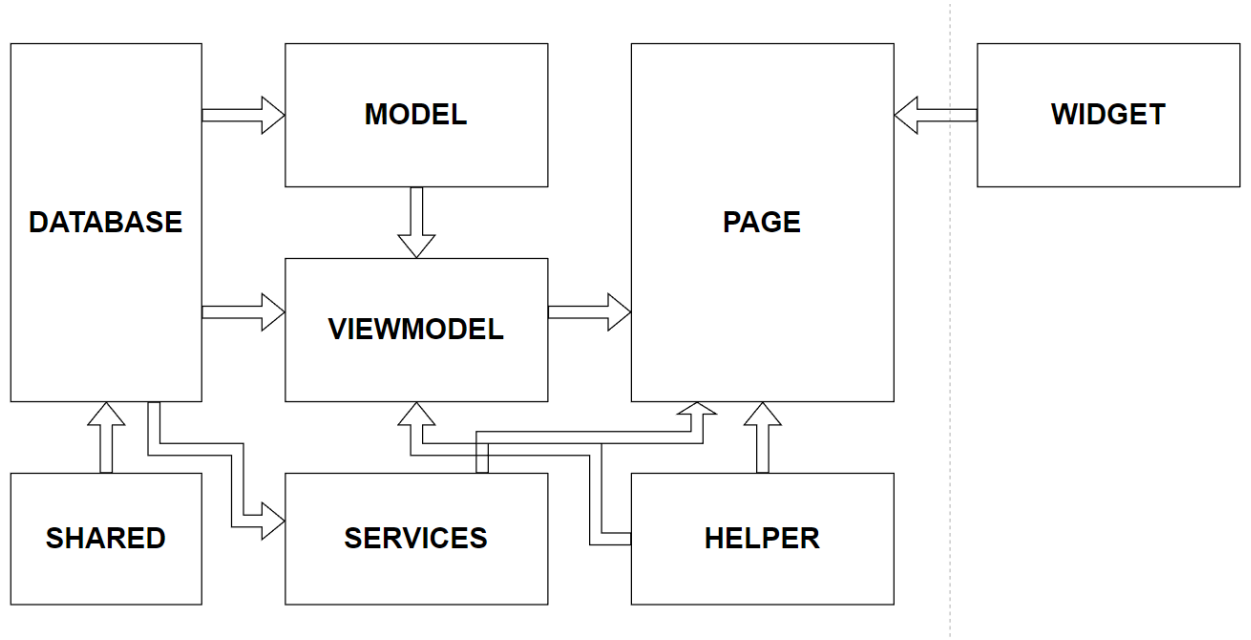 MODEL
WIDGET
DATABASE
PAGE
VIEWMODEL
SHARED
SERVICES
HELPER